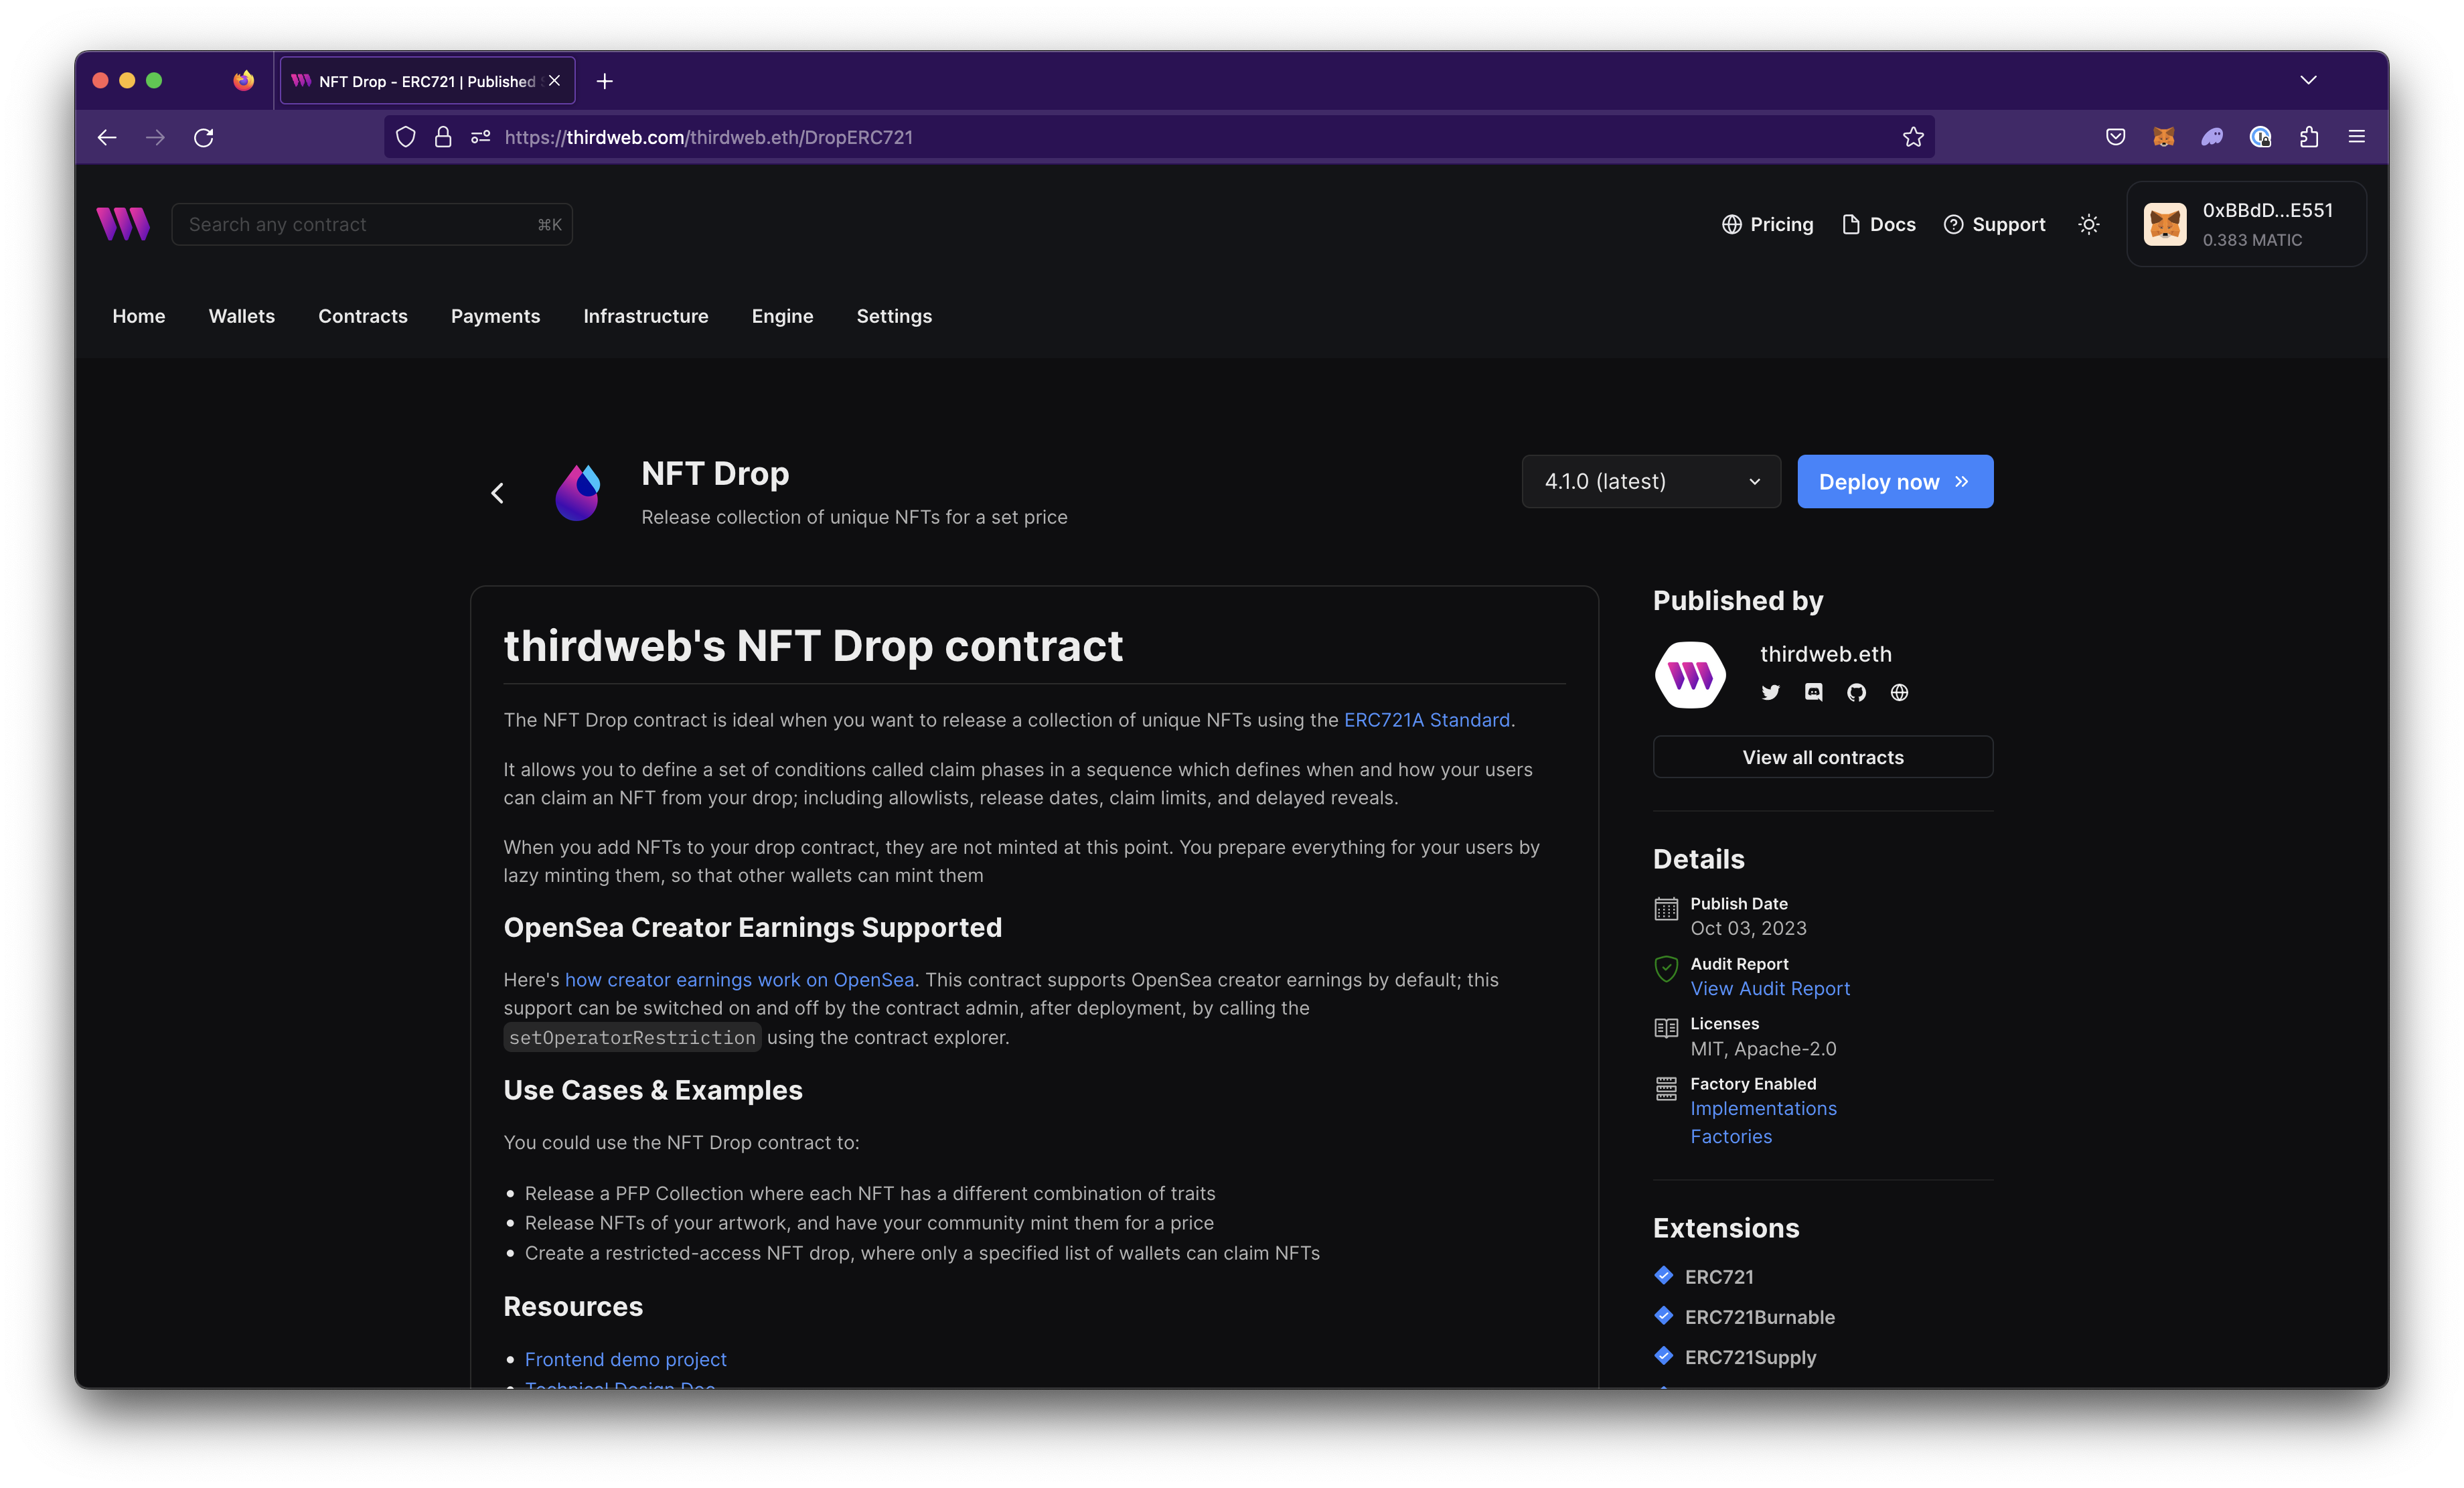 NFT Drop - ERC721 | Published
https://thirdweb.com/thirdweb.eth/DropERC721
Search any contract ⌘K
Pricing
Docs
Support
0xBBdD...E551
0.383 MATIC
Home
Wallets
Contracts
Payments
Infrastructure
Engine
Settings
NFT Drop
Release collection of unique NFTs for a set price
4.1.0 (latest)
Deploy now
thirdweb's NFT Drop contract
The NFT Drop contract is ideal when you want to release a collection of unique NFTs using the ERC721A Standard.
It allows you to define a set of conditions called claim phases in a sequence which defines when and how your users
can claim an NFT from your drop; including allowlists, release dates, claim limits, and delayed reveals.
When you add NFTs to your drop contract, they are not minted at this point. You prepare everything for your users by
lazy minting them, so that other wallets can mint them
OpenSea Creator Earnings Supported
Here's how creator earnings work on OpenSea. This contract supports OpenSea creator earnings by default; this
support can be switched on and off by the contract admin, after deployment, by calling the
setOperatorRestriction using the contract explorer.
Use Cases & Examples
You could use the NFT Drop contract to:
• Release a PFP Collection where each NFT has a different combination of traits
• Release NFTs of your artwork, and have your community mint them for a price
• Create a restricted-access NFT drop, where only a specified list of wallets can claim NFTs
Resources
• Frontend demo project
• Technical Design Doc
Published by
thirdweb.eth
View all contracts
Details
Publish Date
Oct 03, 2023
Audit Report
View Audit Report
Licenses
MIT, Apache-2.0
Factory Enabled
Implementations
Factories
Extensions
ERC721
ERC721Burnable
ERC721Supply